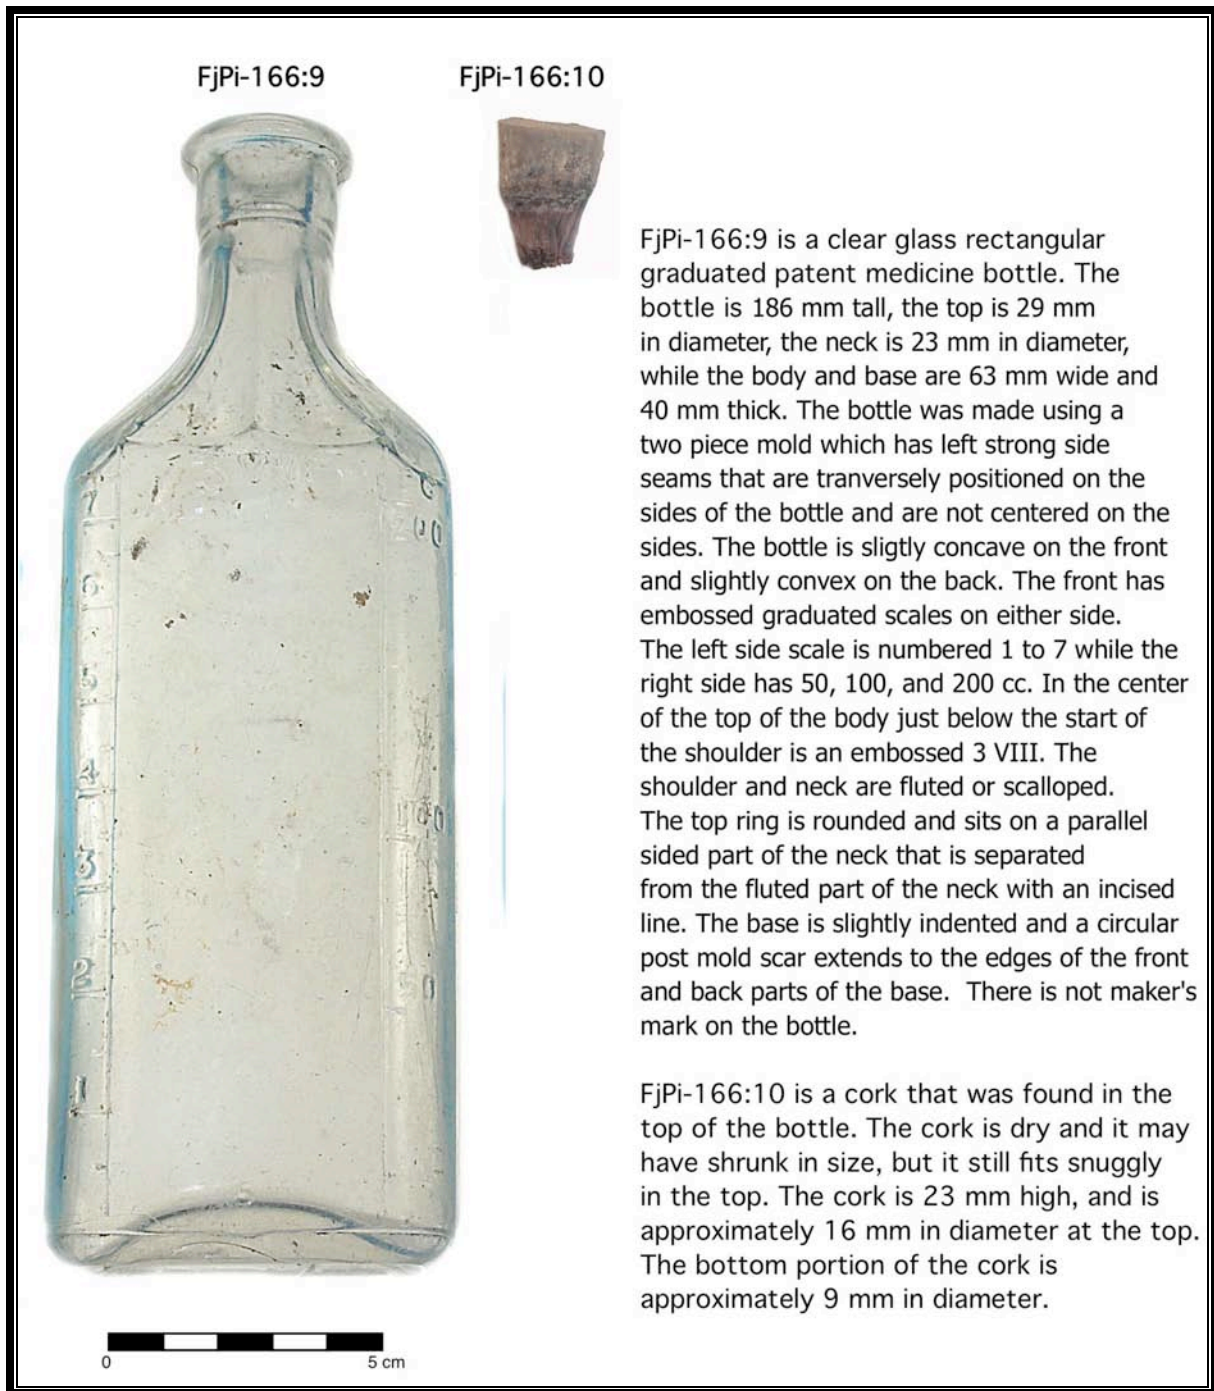 FjPi-166:9
FjPi-166:10
7
6
5
4
3
2
1
200
50
FjPi-166:9 is a clear glass rectangular
graduated patent medicine bottle. The
bottle is 186 mm tall, the top is 29 mm
in diameter, the neck is 23 mm in diameter,
while the body and base are 63 mm wide and
40 mm thick. The bottle was made using a
two piece mold which has left strong side
seams that are tranversely positioned on the
sides of the bottle and are not centered on the
sides. The bottle is sligtly concave on the front
and slightly convex on the back. The front has
embossed graduated scales on either side.
The left side scale is numbered 1 to 7 while the
right side has 50, 100, and 200 cc. In the center
of the top of the body just below the start of
the shoulder is an embossed 3 VIII. The
shoulder and neck are fluted or scalloped.
The top ring is rounded and sits on a parallel
sided part of the neck that is separated
from the fluted part of the neck with an incised
line. The base is slightly indented and a circular
post mold scar extends to the edges of the front
and back parts of the base.  There is not maker's
mark on the bottle.
FjPi-166:10 is a cork that was found in the
top of the bottle. The cork is dry and it may
have shrunk in size, but it still fits snuggly
in the top. The cork is 23 mm high, and is
approximately 16 mm in diameter at the top.
The bottom portion of the cork is
approximately 9 mm in diameter.
0 5 cm